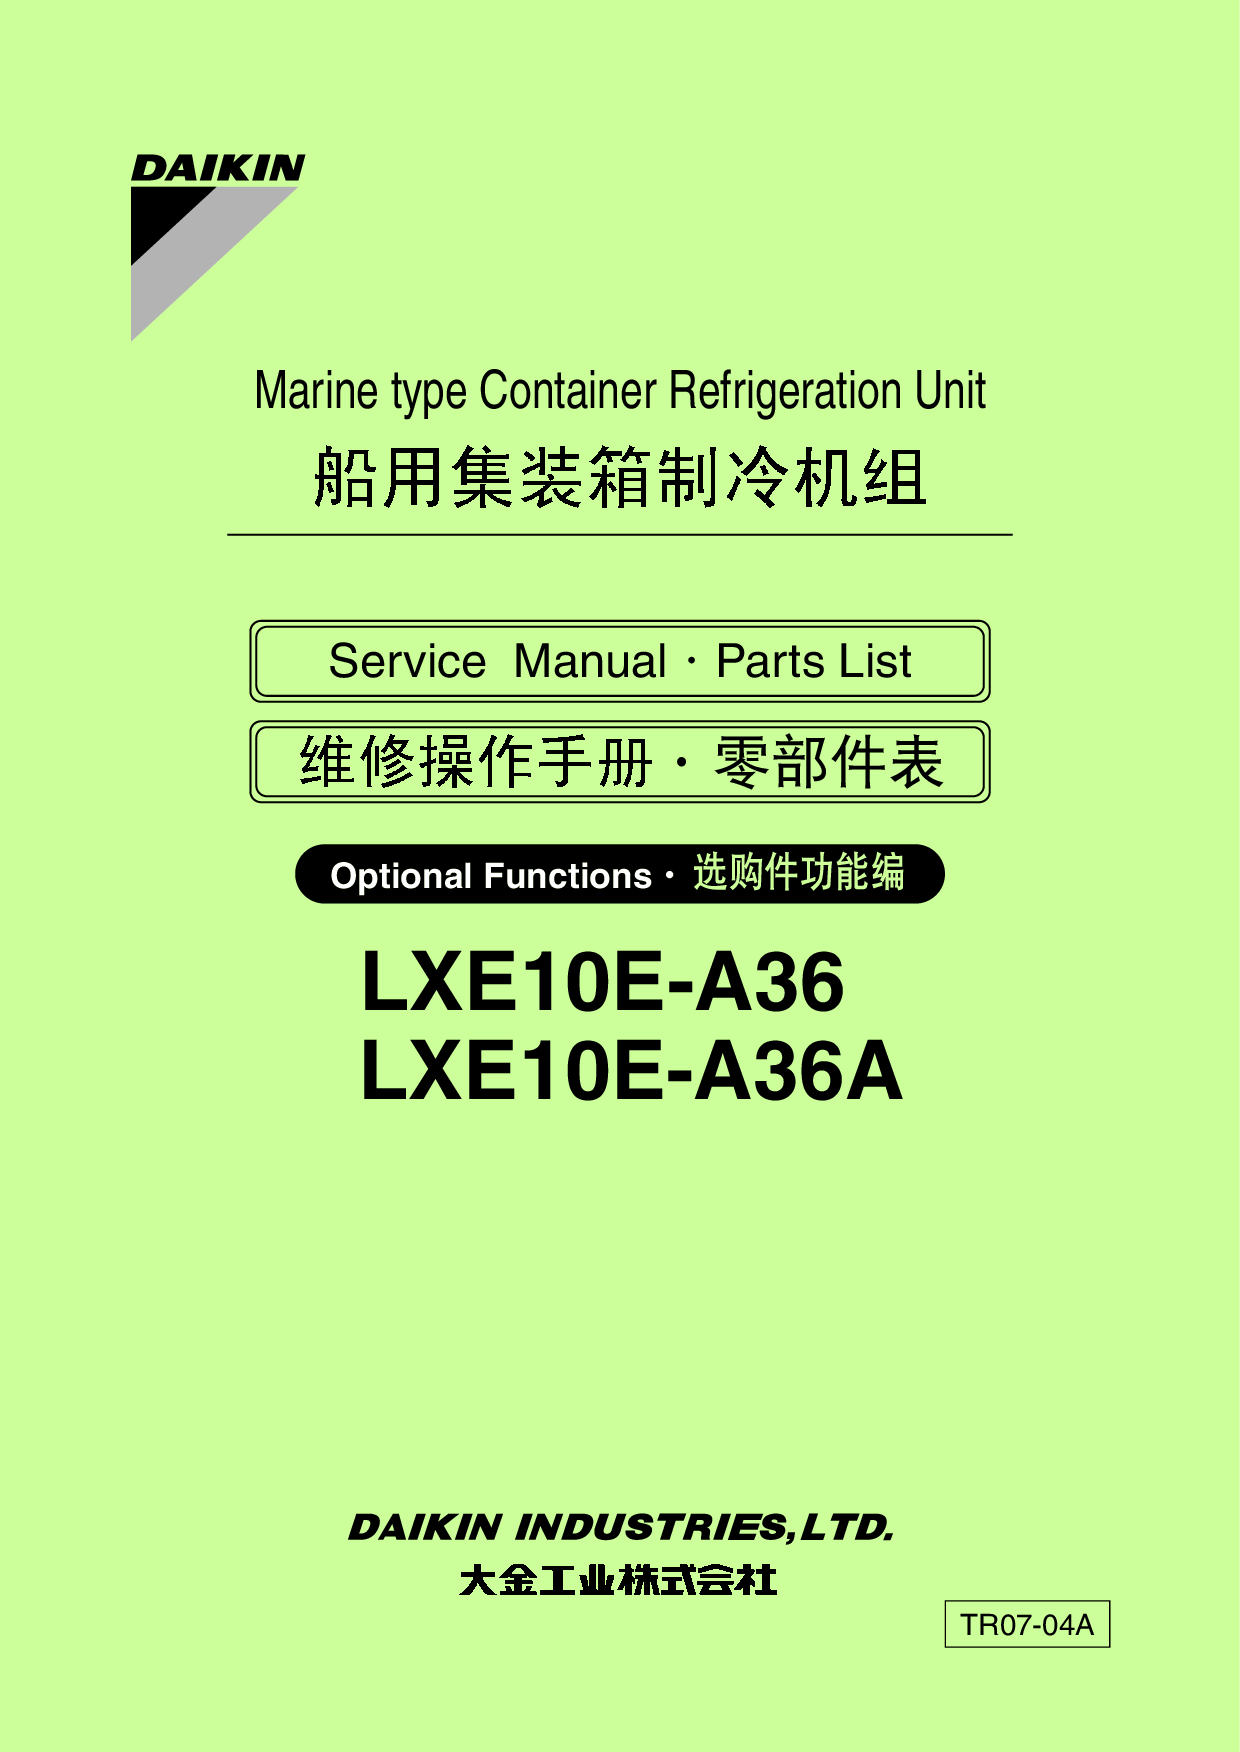 DAIKIN
Marine type Container Refrigeration Unit
船用集装箱制冷机组
Service Manual・Parts List
维修操作手册・零部件表
Optional Functions・选购件功能编
LXE10E-A36
LXE10E-A36A
DAIKIN INDUSTRIES,LTD.
大金工业株式会社
TR07-04A